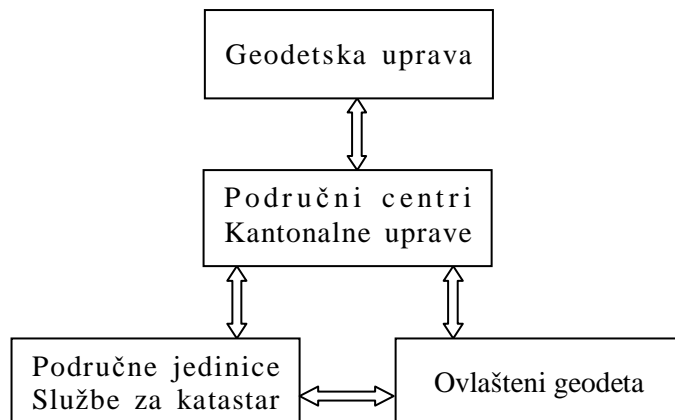 Geodetska uprava
Područni centri
Kantonalne uprave
Područne jedinice
Službe za katastar
Ovlašteni geodeta